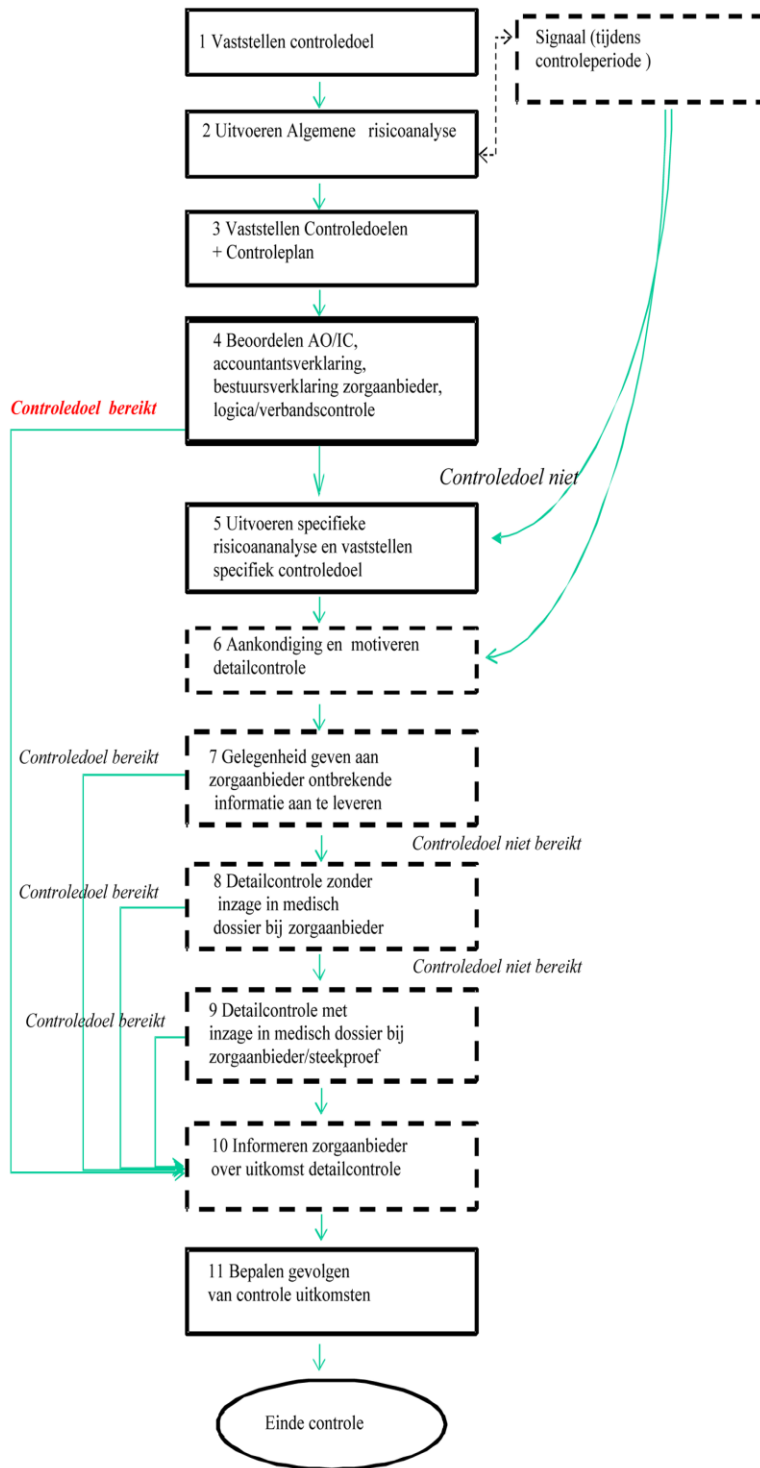 1 Vaststellen controledoel
Signaal (tijdens
controleperiode )
2 Uitvoeren Algemene risicoanalyse
3 Vaststellen Controledoelen
+ Controleplan
4 Beoordelen AO/IC,
accountantsverklaring,
bestuursverklaring zorgaanbieder,
logica/verbandscontrole
Controledoel bereikt
Controledoel niet
5 Uitvoeren specifieke
risicoananalyse en vaststellen
specifiek controledoel
6 Aankondiging en motiveren
detailcontrole
Controledoel bereikt
7 Gelegenheid geven aan
zorgaanbieder ontbrekende
informatie aan te leveren
Controledoel niet bereikt
Controledoel bereikt
8 Detailcontrole zonder
inzage in medisch
dossier bij zorgaanbieder
Controledoel niet bereikt
Controledoel bereikt
9 Detailcontrole met
inzage in medisch dossier bij
zorgaanbieder/steekproef
10 Informeren zorgaanbieder
over uitkomst detailcontrole
11 Bepalen gevolgen
van controle uitkomsten
Einde controle